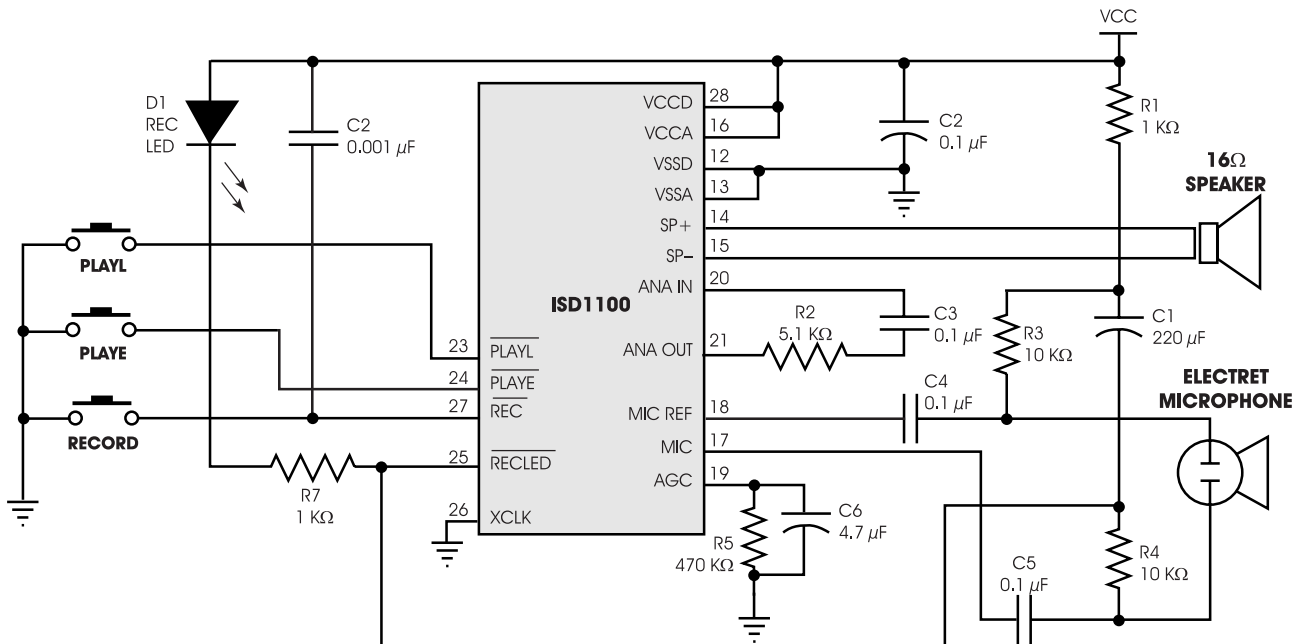 VCC
D1
REC
LED
C2
0.001 µF
VCCD
28
VCCA
16
VSSD
12
VSSA
13
SP+
14
SP–
15
ANA IN
20
ANA OUT
21
MIC REF
18
MIC
17
AGC
19
ISD1100
C2
0.1 µF
R1
1 KΩ
16Ω
SPEAKER
PLAYL
PLAYE
RECORD
23
PLAYL
24
PLAYE
27
REC
25
RECLED
26
XCLK
R7
1 KΩ
R2
5.1 KΩ
C3
0.1 µF
R3
10 KΩ
C1
220 µF
C4
0.1 µF
ELECTRET
MICROPHONE
R5
470 KΩ
C6
4.7 µF
C5
0.1 µF
R4
10 KΩ